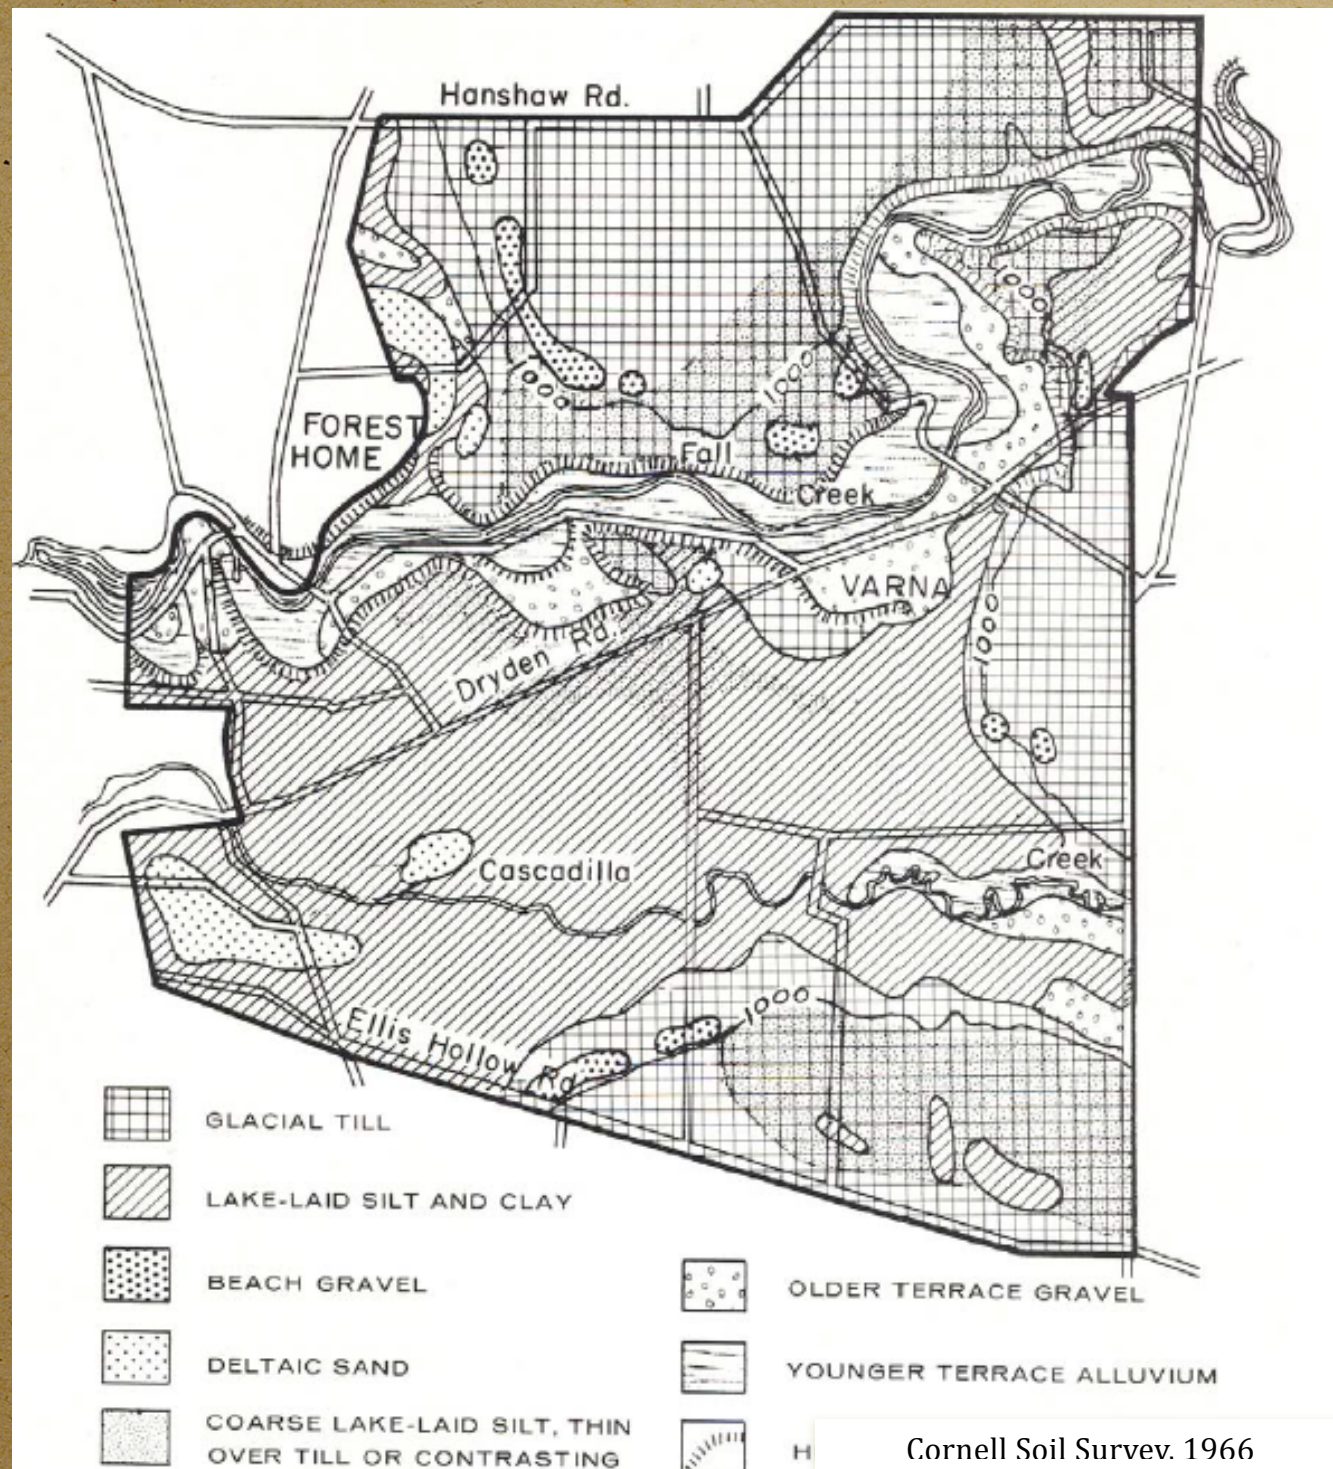 Hanshaw Rd.
FOREST
HOME
1000
1000
Fall
Creek
1000
VARNA
Dryden Rd.
1000
Cascadilla
Creek
1000
Ellis Hollow Rd
GLACIAL TILL
LAKE-LAID SILT AND CLAY
BEACH GRAVEL
DELTAIC SAND
COARSE LAKE-LAID SILT, THIN
OVER TILL OR CONTRASTING
OLDER TERRACE GRAVEL
YOUNGER TERRACE ALLUVIUM
H
Cornell Soil Survey, 1966